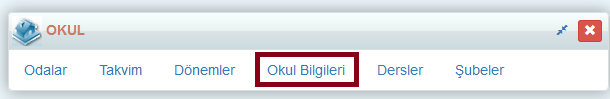 OKUL
Odalar Takvim Dönemler Okul Bilgileri Dersler Şubeler